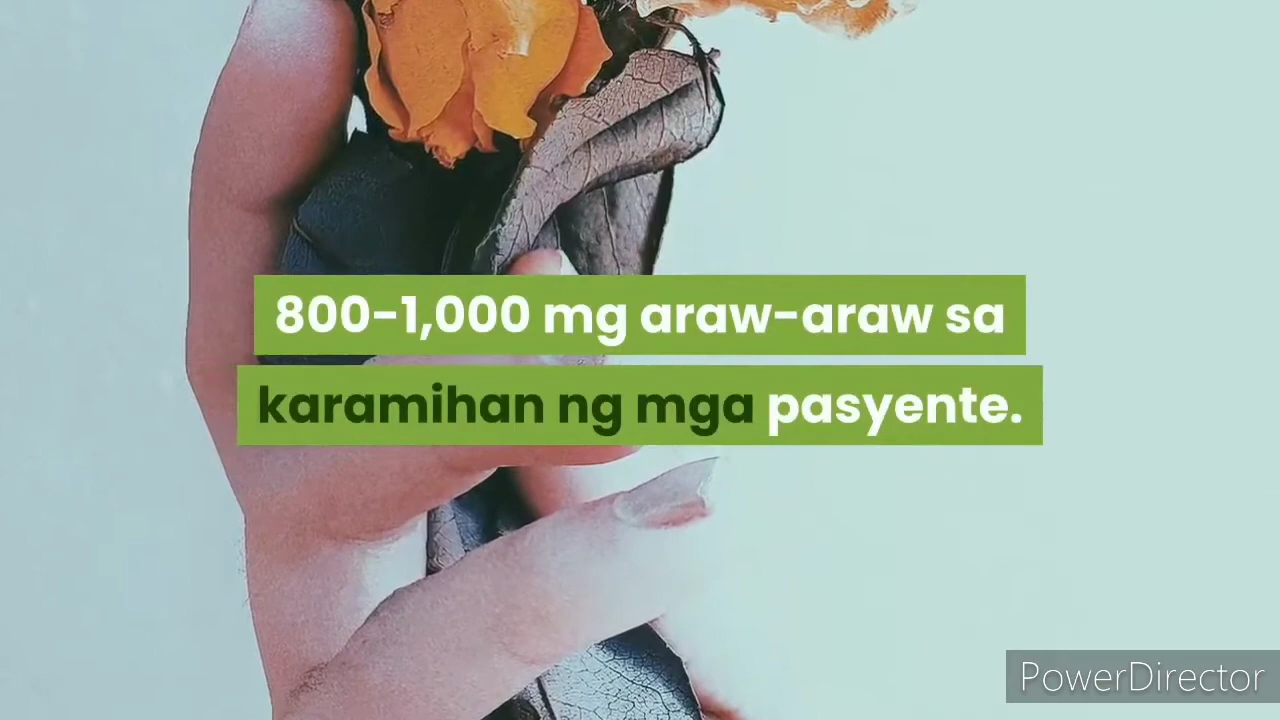 800-1,000 mg araw-araw sa
karamihan ng mga pasyente.
PowerDirector